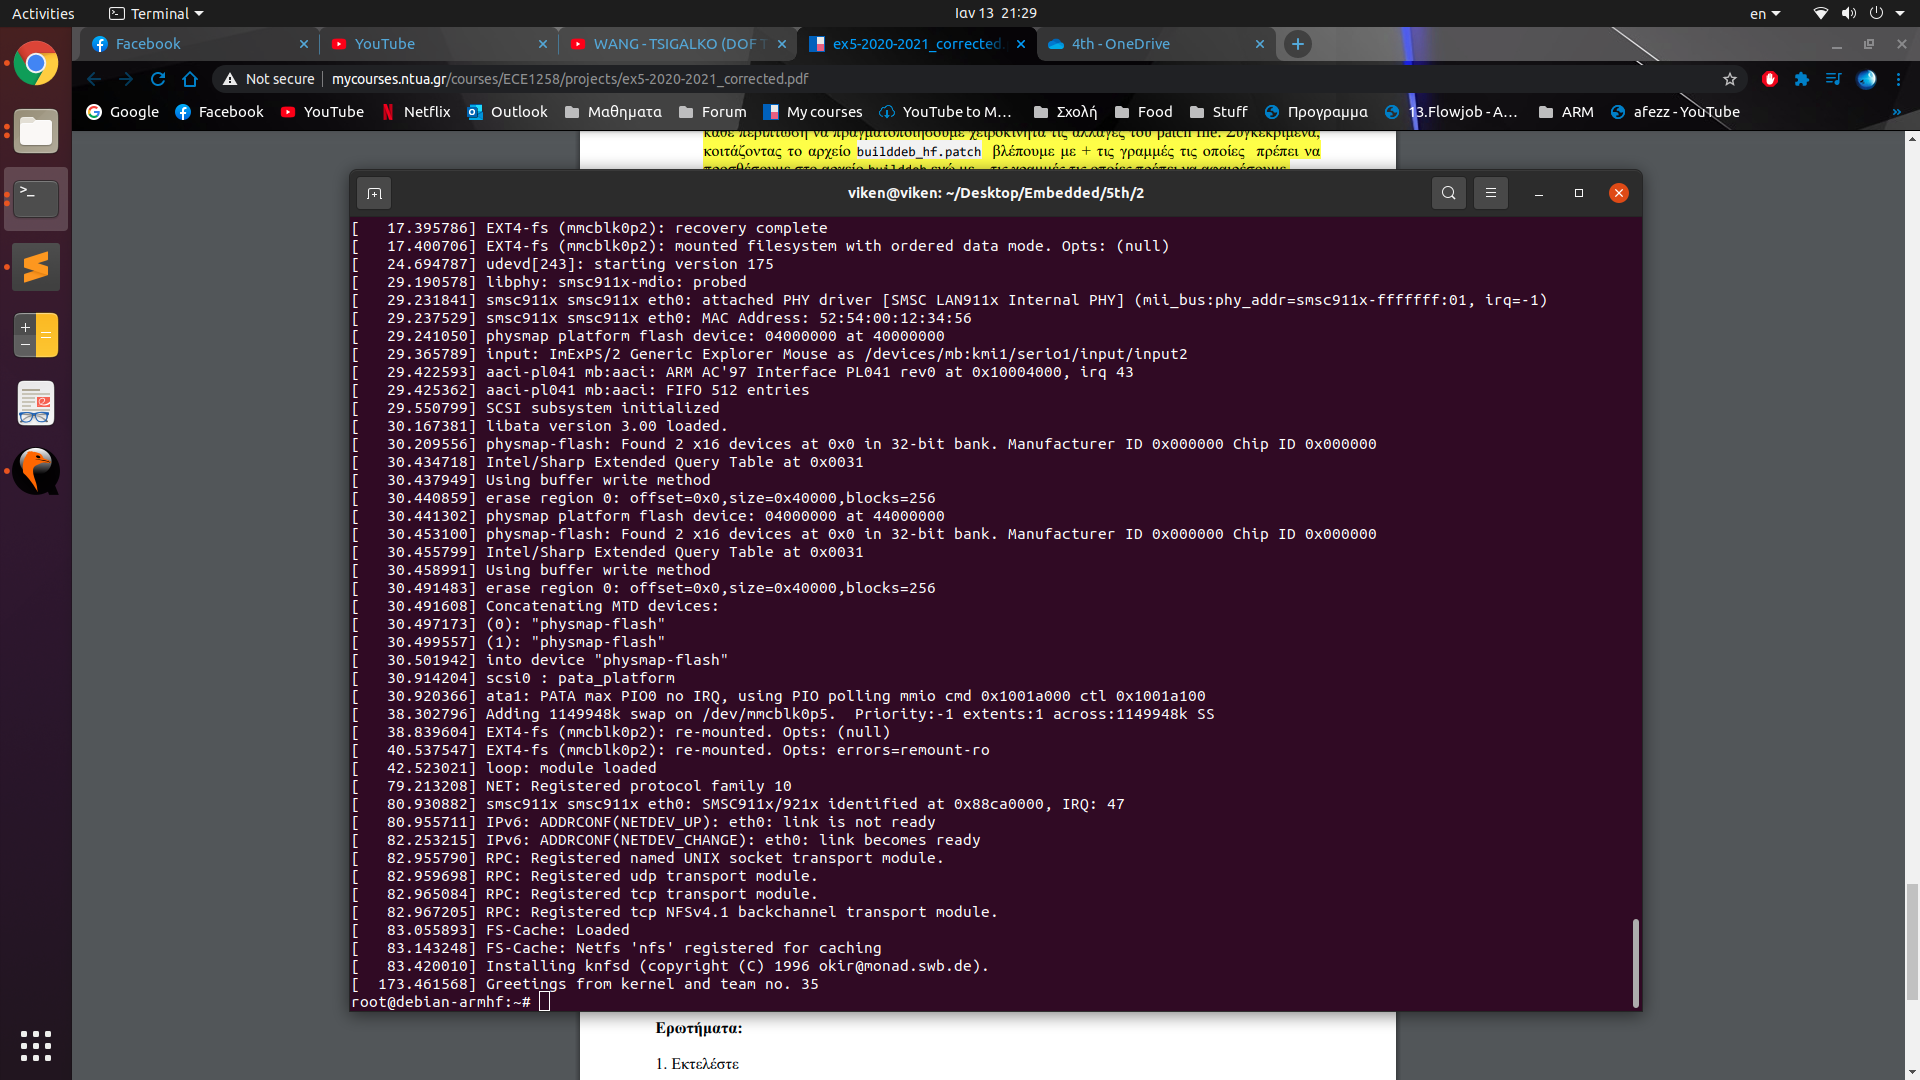 Activities
Terminal
Ιαν 13 21:29
en
Facebook
YouTube
WANG - TSIGALKO (DOF T
ex5-2020-2021_corrected.
4th - OneDrive
Not secure
mycourses.ntua.gr/courses/ECE1258/projects/ex5-2020-2021_corrected.pdf
Google
Facebook
YouTube
Netflix
Outlook
Μαθηματα
Forum
My courses
YouTube to M...
Σχολή
Food
Stuff
Προγραμμα
13.Flowjob - A...
ARM
afezz - YouTube
κάθε περίπτωση να πραγματοποιήσουμε χειροκίνητα τις αλλαγές του patch file. Συγκεκριμένα,
κοιτάζοντας το αρχείο builddeb_hf.patch βλέπουμε με + τις γραμμές τις οποίες πρέπει να
προσθέσουμε στο αρχείο builddeb ενώ με - τις γραμμές τις οποίες πρέπει να αφαιρέσουμε.
viken@viken: ~/Desktop/Embedded/5th/2
[   17.395786] EXT4-fs (mmcblk0p2): recovery complete
[   17.400706] EXT4-fs (mmcblk0p2): mounted filesystem with ordered data mode. Opts: (null)
[   24.694787] udevd[243]: starting version 175
[   29.190578] libphy: smsc911x-mdio: probed
[   29.231841] smsc911x smsc911x eth0: attached PHY driver [SMSC LAN911x Internal PHY] (mii_bus:phy_addr=smsc911x-fffffff:01, irq=-1)
[   29.237529] smsc911x smsc911x eth0: MAC Address: 52:54:00:12:34:56
[   29.241050] physmap platform flash device: 04000000 at 40000000
[   29.365789] input: ImExPS/2 Generic Explorer Mouse as /devices/mb:kmi1/serio1/input/input2
[   29.422593] aaci-pl041 mb:aaci: ARM AC'97 Interface PL041 rev0 at 0x10004000, irq 43
[   29.425362] aaci-pl041 mb:aaci: FIFO 512 entries
[   29.550799] SCSI subsystem initialized
[   30.167381] libata version 3.00 loaded.
[   30.209556] physmap-flash: Found 2 x16 devices at 0x0 in 32-bit bank. Manufacturer ID 0x000000 Chip ID 0x000000
[   30.434718] Intel/Sharp Extended Query Table at 0x0031
[   30.437949] Using buffer write method
[   30.440859] erase region 0: offset=0x0,size=0x40000,blocks=256
[   30.441302] physmap platform flash device: 04000000 at 44000000
[   30.453100] physmap-flash: Found 2 x16 devices at 0x0 in 32-bit bank. Manufacturer ID 0x000000 Chip ID 0x000000
[   30.455799] Intel/Sharp Extended Query Table at 0x0031
[   30.458991] Using buffer write method
[   30.491483] erase region 0: offset=0x0,size=0x40000,blocks=256
[   30.491608] Concatenating MTD devices:
[   30.497173] (0): "physmap-flash"
[   30.499557] (1): "physmap-flash"
[   30.501942] into device "physmap-flash"
[   30.914204] scsi0 : pata_platform
[   30.920366] ata1: PATA max PIO0 no IRQ, using PIO polling mmio cmd 0x1001a000 ctl 0x1001a100
[   38.302796] Adding 1149948k swap on /dev/mmcblk0p5.  Priority:-1 extents:1 across:1149948k SS
[   38.839604] EXT4-fs (mmcblk0p2): re-mounted. Opts: (null)
[   40.537547] EXT4-fs (mmcblk0p2): re-mounted. Opts: errors=remount-ro
[   42.523021] loop: module loaded
[   79.213208] NET: Registered protocol family 10
[   80.930882] smsc911x smsc911x eth0: SMSC911x/921x identified at 0x88ca0000, IRQ: 47
[   80.955711] IPv6: ADDRCONF(NETDEV_UP): eth0: link is not ready
[   82.253215] IPv6: ADDRCONF(NETDEV_CHANGE): eth0: link becomes ready
[   82.955790] RPC: Registered named UNIX socket transport module.
[   82.959698] RPC: Registered udp transport module.
[   82.965084] RPC: Registered tcp transport module.
[   82.967205] RPC: Registered tcp NFSv4.1 backchannel transport module.
[   83.055893] FS-Cache: Loaded
[   83.143248] FS-Cache: Netfs 'nfs' registered for caching
[   83.420010] Installing knfsd (copyright (C) 1996 okir@monad.swb.de).
[  173.461568] Greetings from kernel and team no. 35
root@debian-armhf:~#
Ερωτήματα:
1. Εκτελέστε